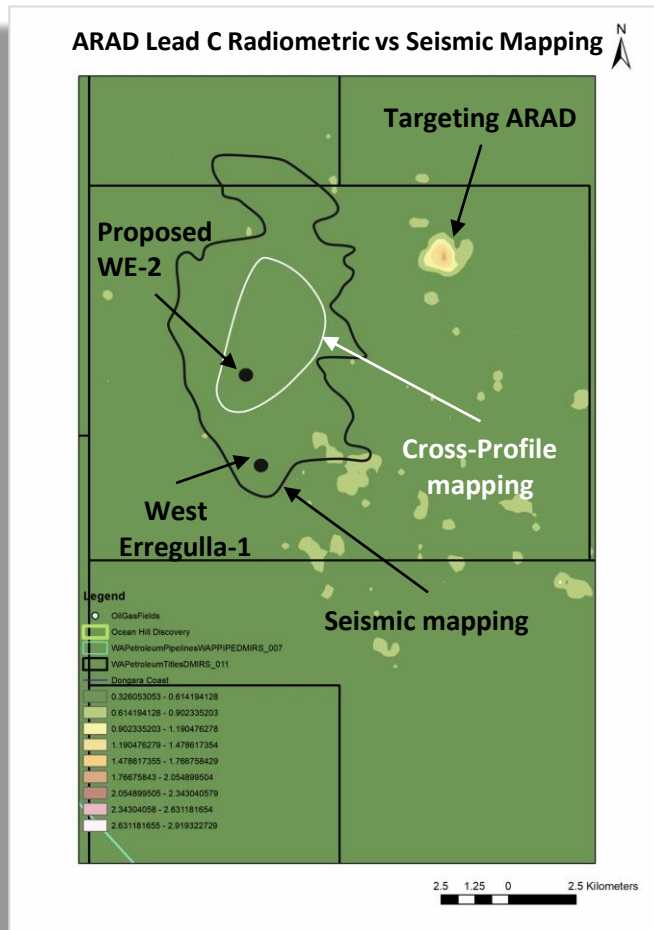 ARAD Lead C Radiometric vs Seismic Mapping
N
Targeting ARAD
Proposed
WE-2
Cross-Profile
mapping
West
Erregulla-1
Seismic mapping
Legend
OilGasFields
Ocean Hill Discovery
WAPetroleumPipelinesWAPPIPEDMIRS_007
WAPetroleumTitlesDMIRS_011
Dongara Coast
0.326053053 - 0.614194128
0.614194128 - 0.902335203
0.902335203 - 1.190476278
1.190476279 - 1.478617354
1.478617355 - 1.766758429
1.76675843 - 2.054899504
2.054899505 - 2.343040579
2.34304058 - 2.631181654
2.631181655 - 2.919322729
2.5 1.25 0 2.5 Kilometers